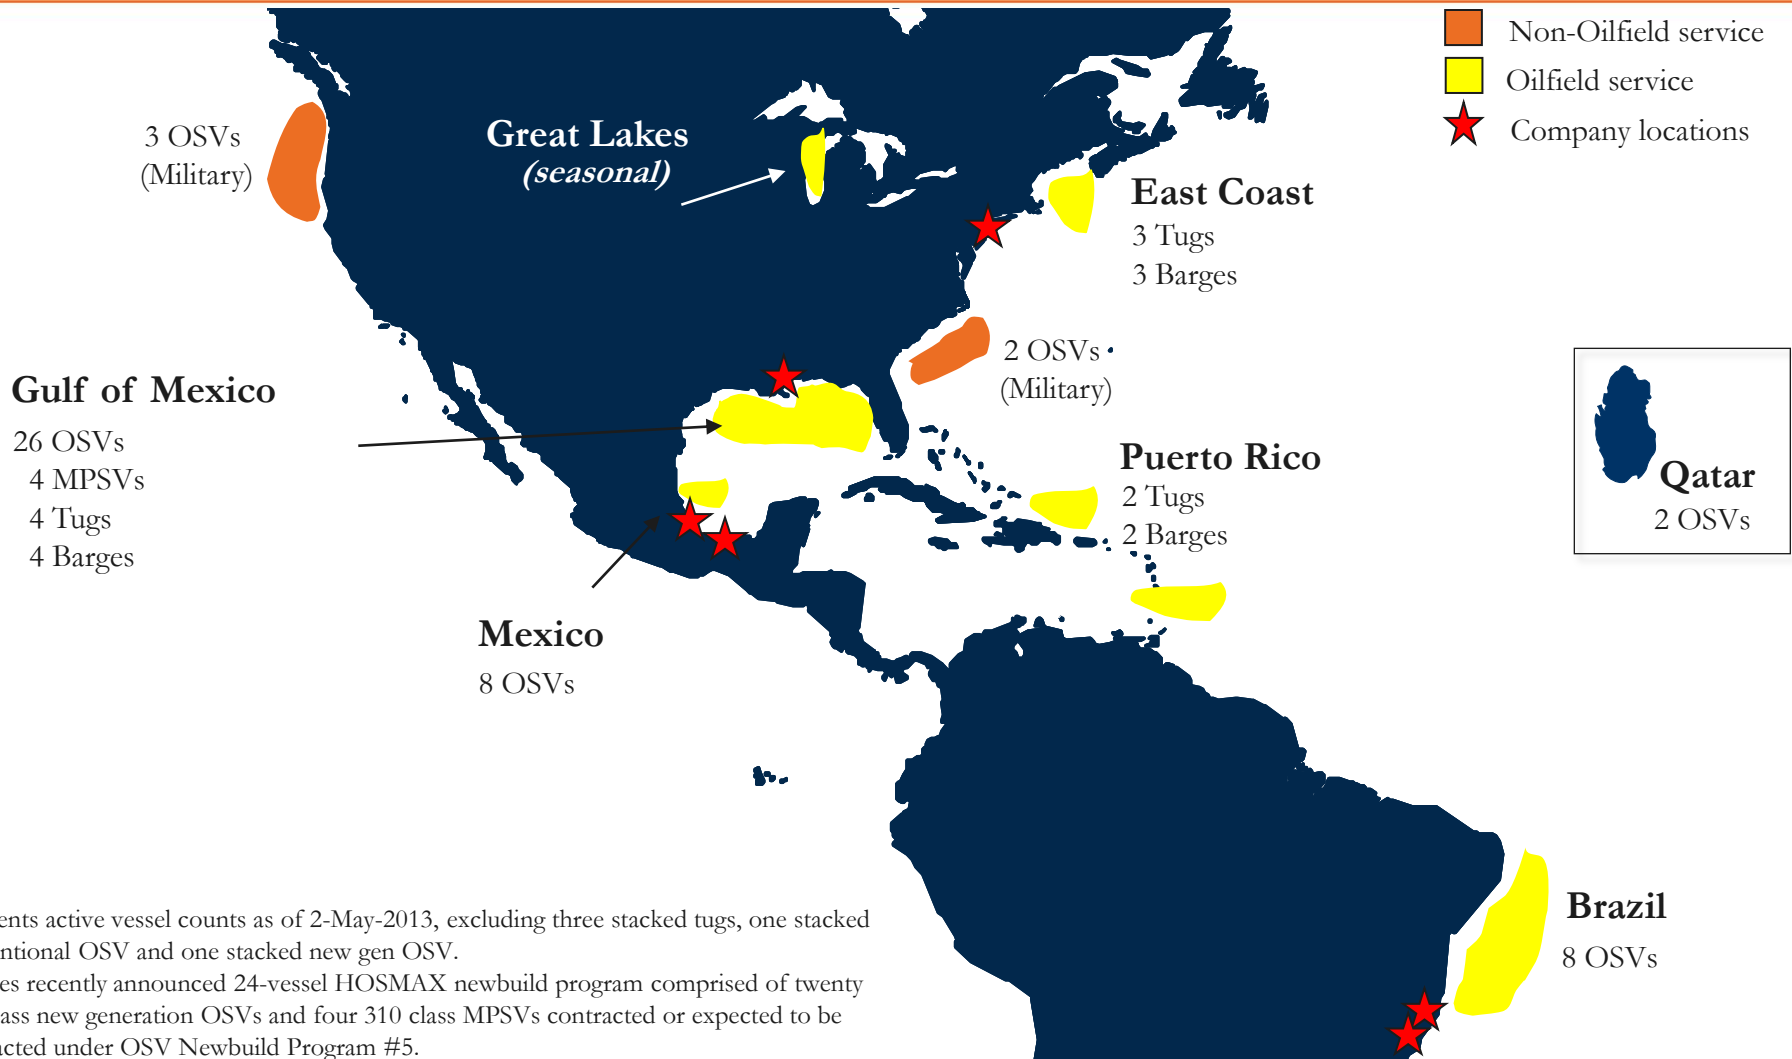 Non-Oilfield service
Oilfield service
Company locations
3 OSVs
(Military)
Great Lakes
(seasonal)
East Coast
3 Tugs
3 Barges
2 OSVs
(Military)
Gulf of Mexico
26 OSVs
4 MPSVs
4 Tugs
4 Barges
Puerto Rico
2 Tugs
2 Barges
Qatar
2 OSVs
Mexico
8 OSVs
Brazil
8 OSVs
ents active vessel counts as of 2-May-2013, excluding three stacked tugs, one stacked
ntional OSV and one stacked new gen OSV.
es recently announced 24-vessel HOSMAX newbuild program comprised of twenty
ass new generation OSVs and four 310 class MPSVs contracted or expected to be
acted under OSV Newbuild Program #5.